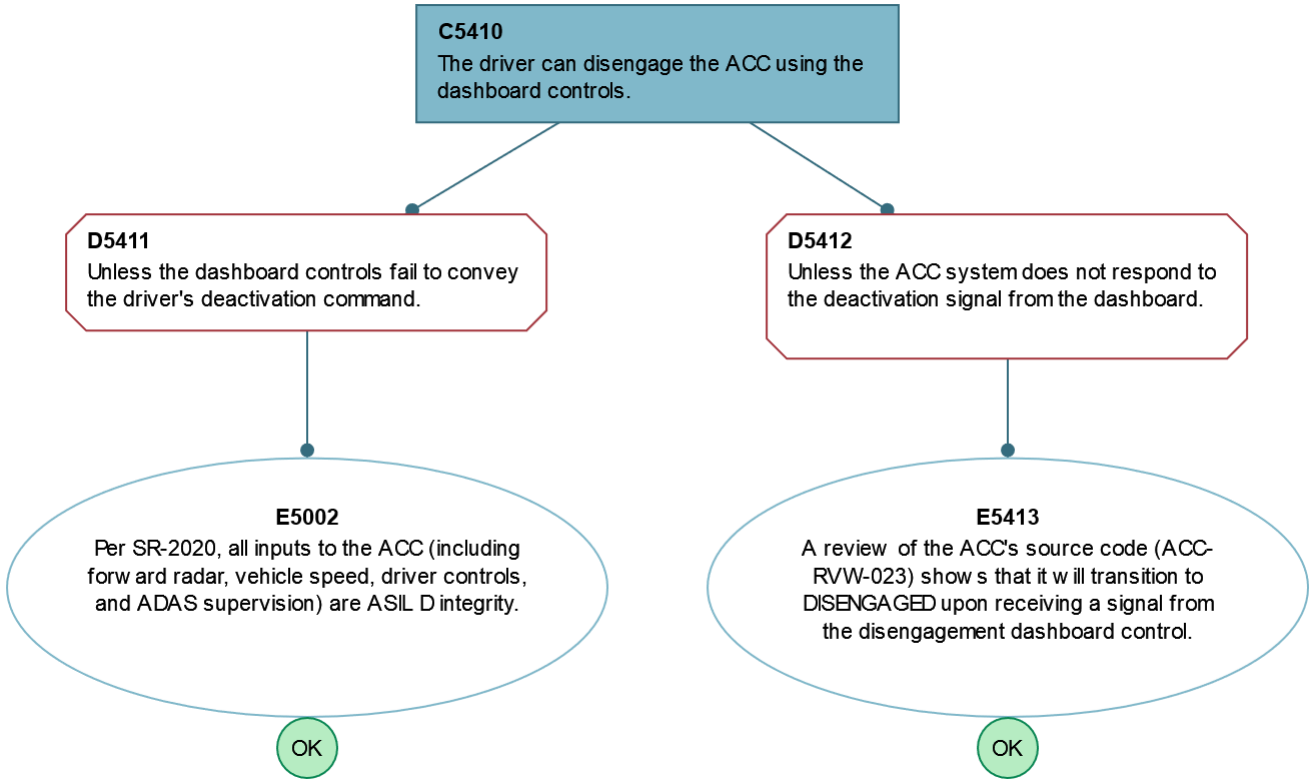 C5410
The driver can disengage the ACC using the
dashboard controls.
D5411
Unless the dashboard controls fail to convey
the driver's deactivation command.
D5412
Unless the ACC system does not respond to
the deactivation signal from the dashboard.
E5002
Per SR-2020, all inputs to the ACC (including
forward radar, vehicle speed, driver controls,
and ADAS supervision) are ASIL D integrity.
E5413
A review of the ACC's source code (ACC-
RVW-023) shows that it will transition to
DISENGAGED upon receiving a signal from
the disengagement dashboard control.
OK
OK